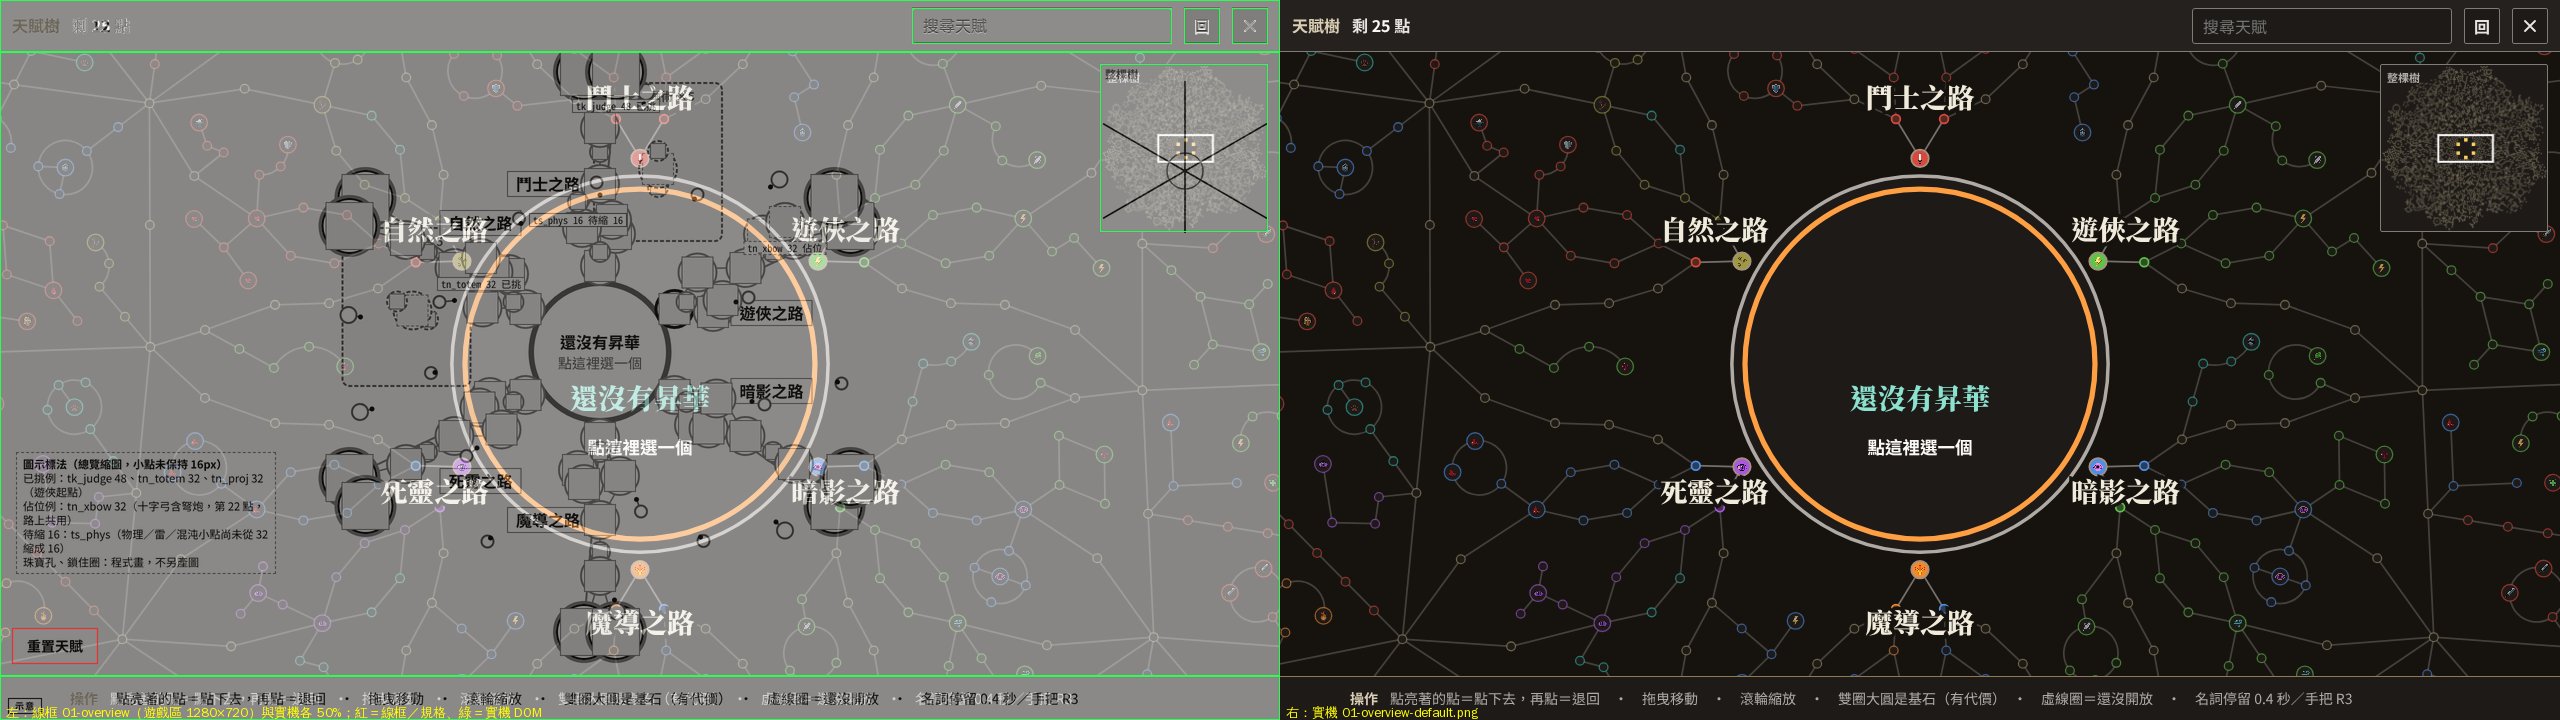 天賦樹
搜尋天賦
回
整棵樹
鬥士之路
tk_judge 48
鬥士之路
自然之路
自然之路
ts_phys 16 待縮 16
遊俠之路
tn_xbow 32 佔位
tn_totem 32 已挑
遊俠之路
還沒有昇華
點這裡選一個
還沒有昇華
暗影之路
點這裡選一個
圖示標法（總覽縮圖，小點未保持 16px）
已挑例：tk_judge 48、tn_totem 32、tn_proj 32
（遊俠起點）
佔位例：tn_xbow 32（十字弓含弩炮，第 22 點，
路上共用）
待縮 16：ts_phys（物理／雷／混沌小點尚未從 32
縮成 16）
珠寶孔、鎖住圈：程式畫，不另產圖
死靈之路
死靈之路
暗影之路
魔導之路
魔導之路
重置天賦
示意
操作 點亮著的點＝點下去，再點＝退回 • 拖曳移動 • 滾輪縮放 • 雙圈大圓是基石（有代價） • 虛線圈＝還沒開放 • 名詞停留 0.4 秒／手把 R3
左：線框 01-overview（遊戲區 1280×720）與實機各 50%；紅＝線框／規格、綠＝實機 DOM
天賦樹 剩 25 點
搜尋天賦
回
整棵樹
鬥士之路
自然之路
遊俠之路
還沒有昇華
點這裡選一個
死靈之路
暗影之路
魔導之路
操作 點亮著的點＝點下去，再點＝退回 • 拖曳移動 • 滾輪縮放 • 雙圈大圓是基石（有代價） • 虛線圈＝還沒開放 • 名詞停留 0.4 秒／手把 R3
右：實機 01-overview-default.png